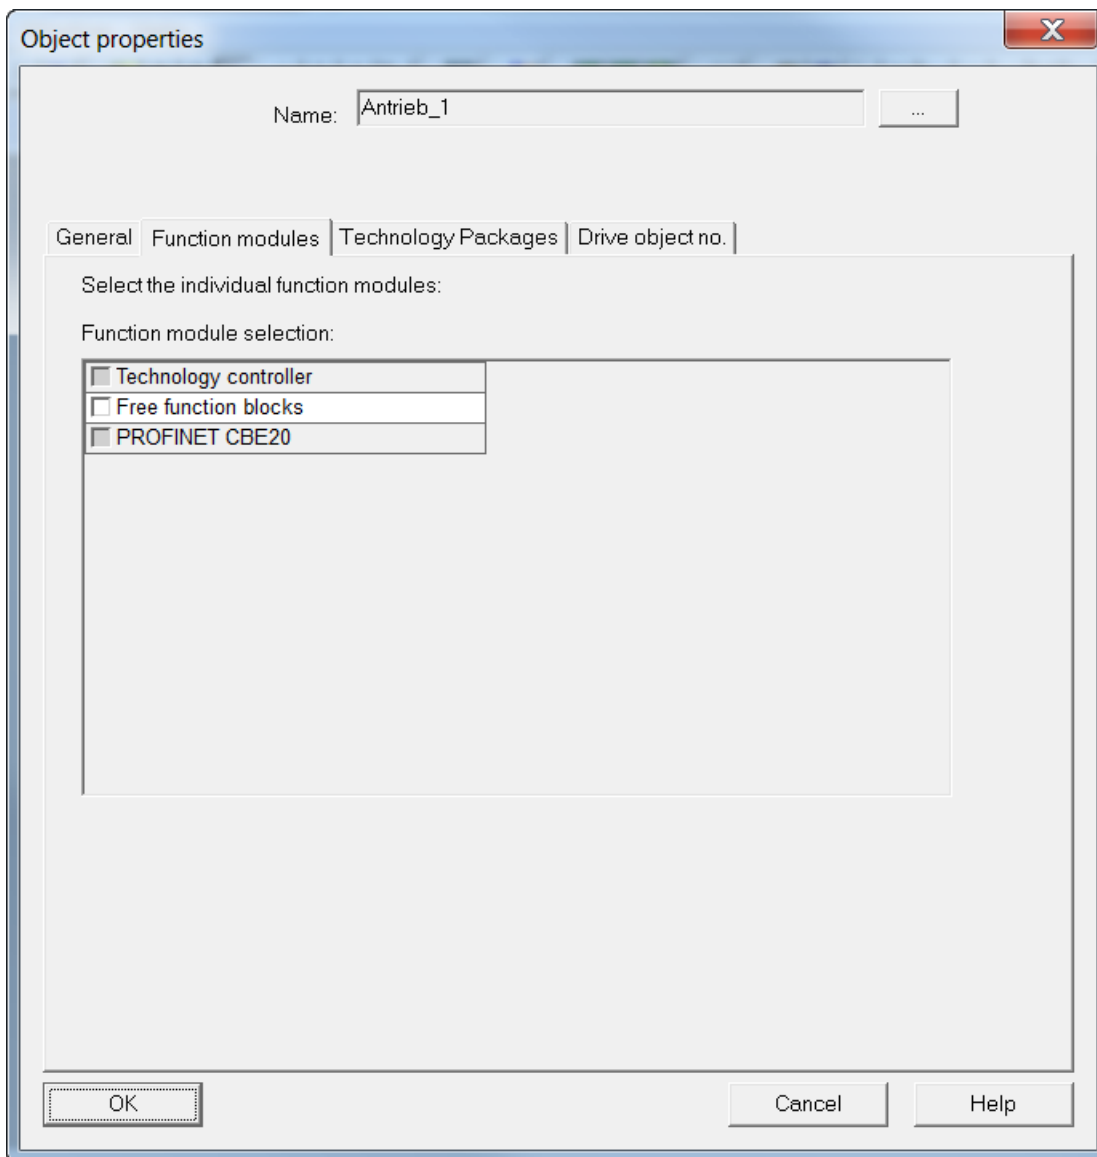 Object properties
Name: Antrieb_1 ...
General Function modules Technology Packages Drive object no.
Select the individual function modules:
Function module selection:
Technology controller
Free function blocks
PROFINET CBE20
OK Cancel Help